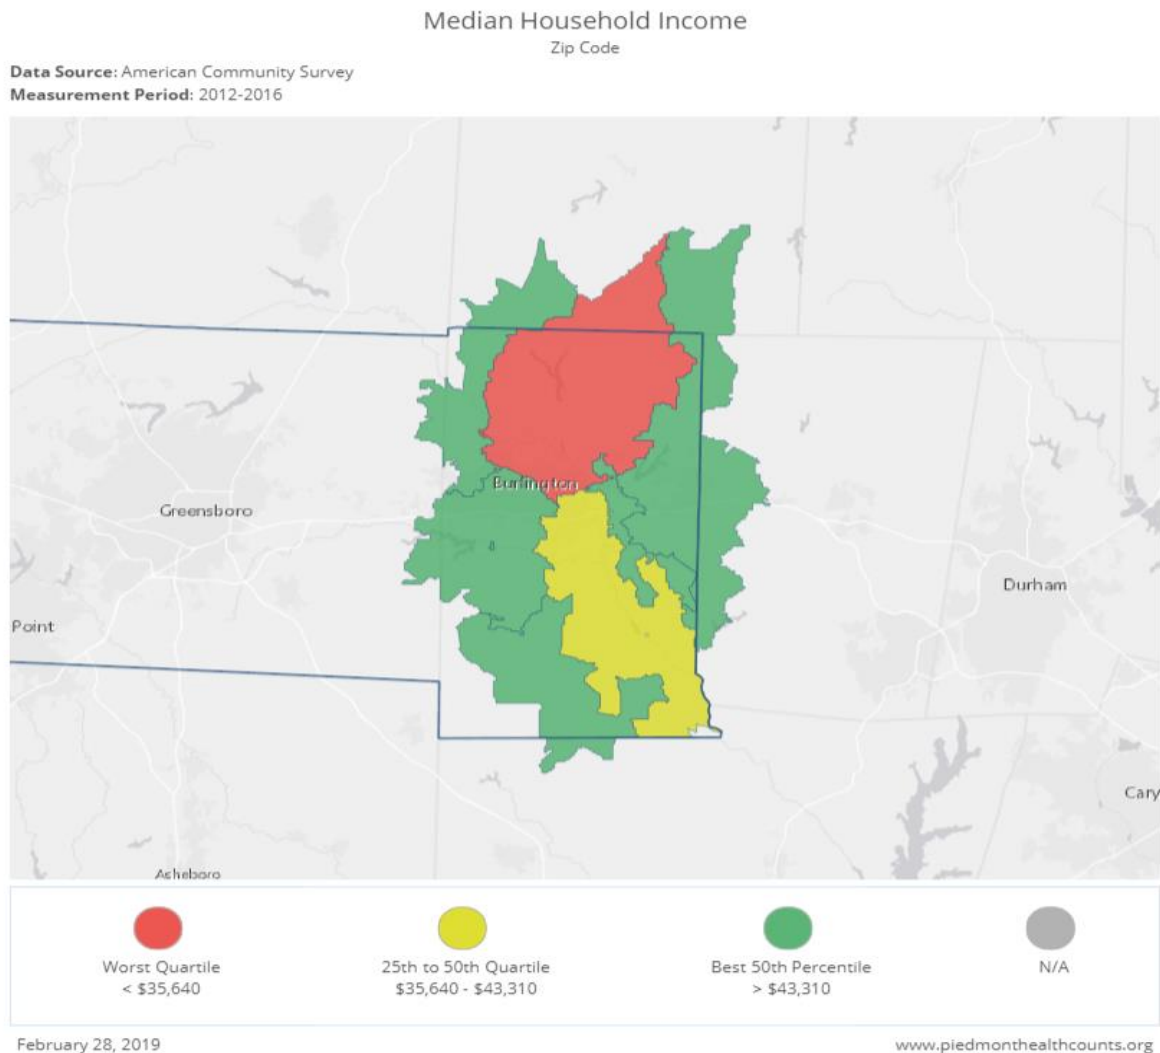 Median Household Income
Zip Code
Data Source: American Community Survey
Measurement Period: 2012-2016
Burlington
Greensboro
Durham
Point
Cary
Asheboro
Worst Quartile
< $35,640
25th to 50th Quartile
$35,640 - $43,310
Best 50th Percentile
> $43,310
N/A
February 28, 2019
www.piedmonthealthcounts.org